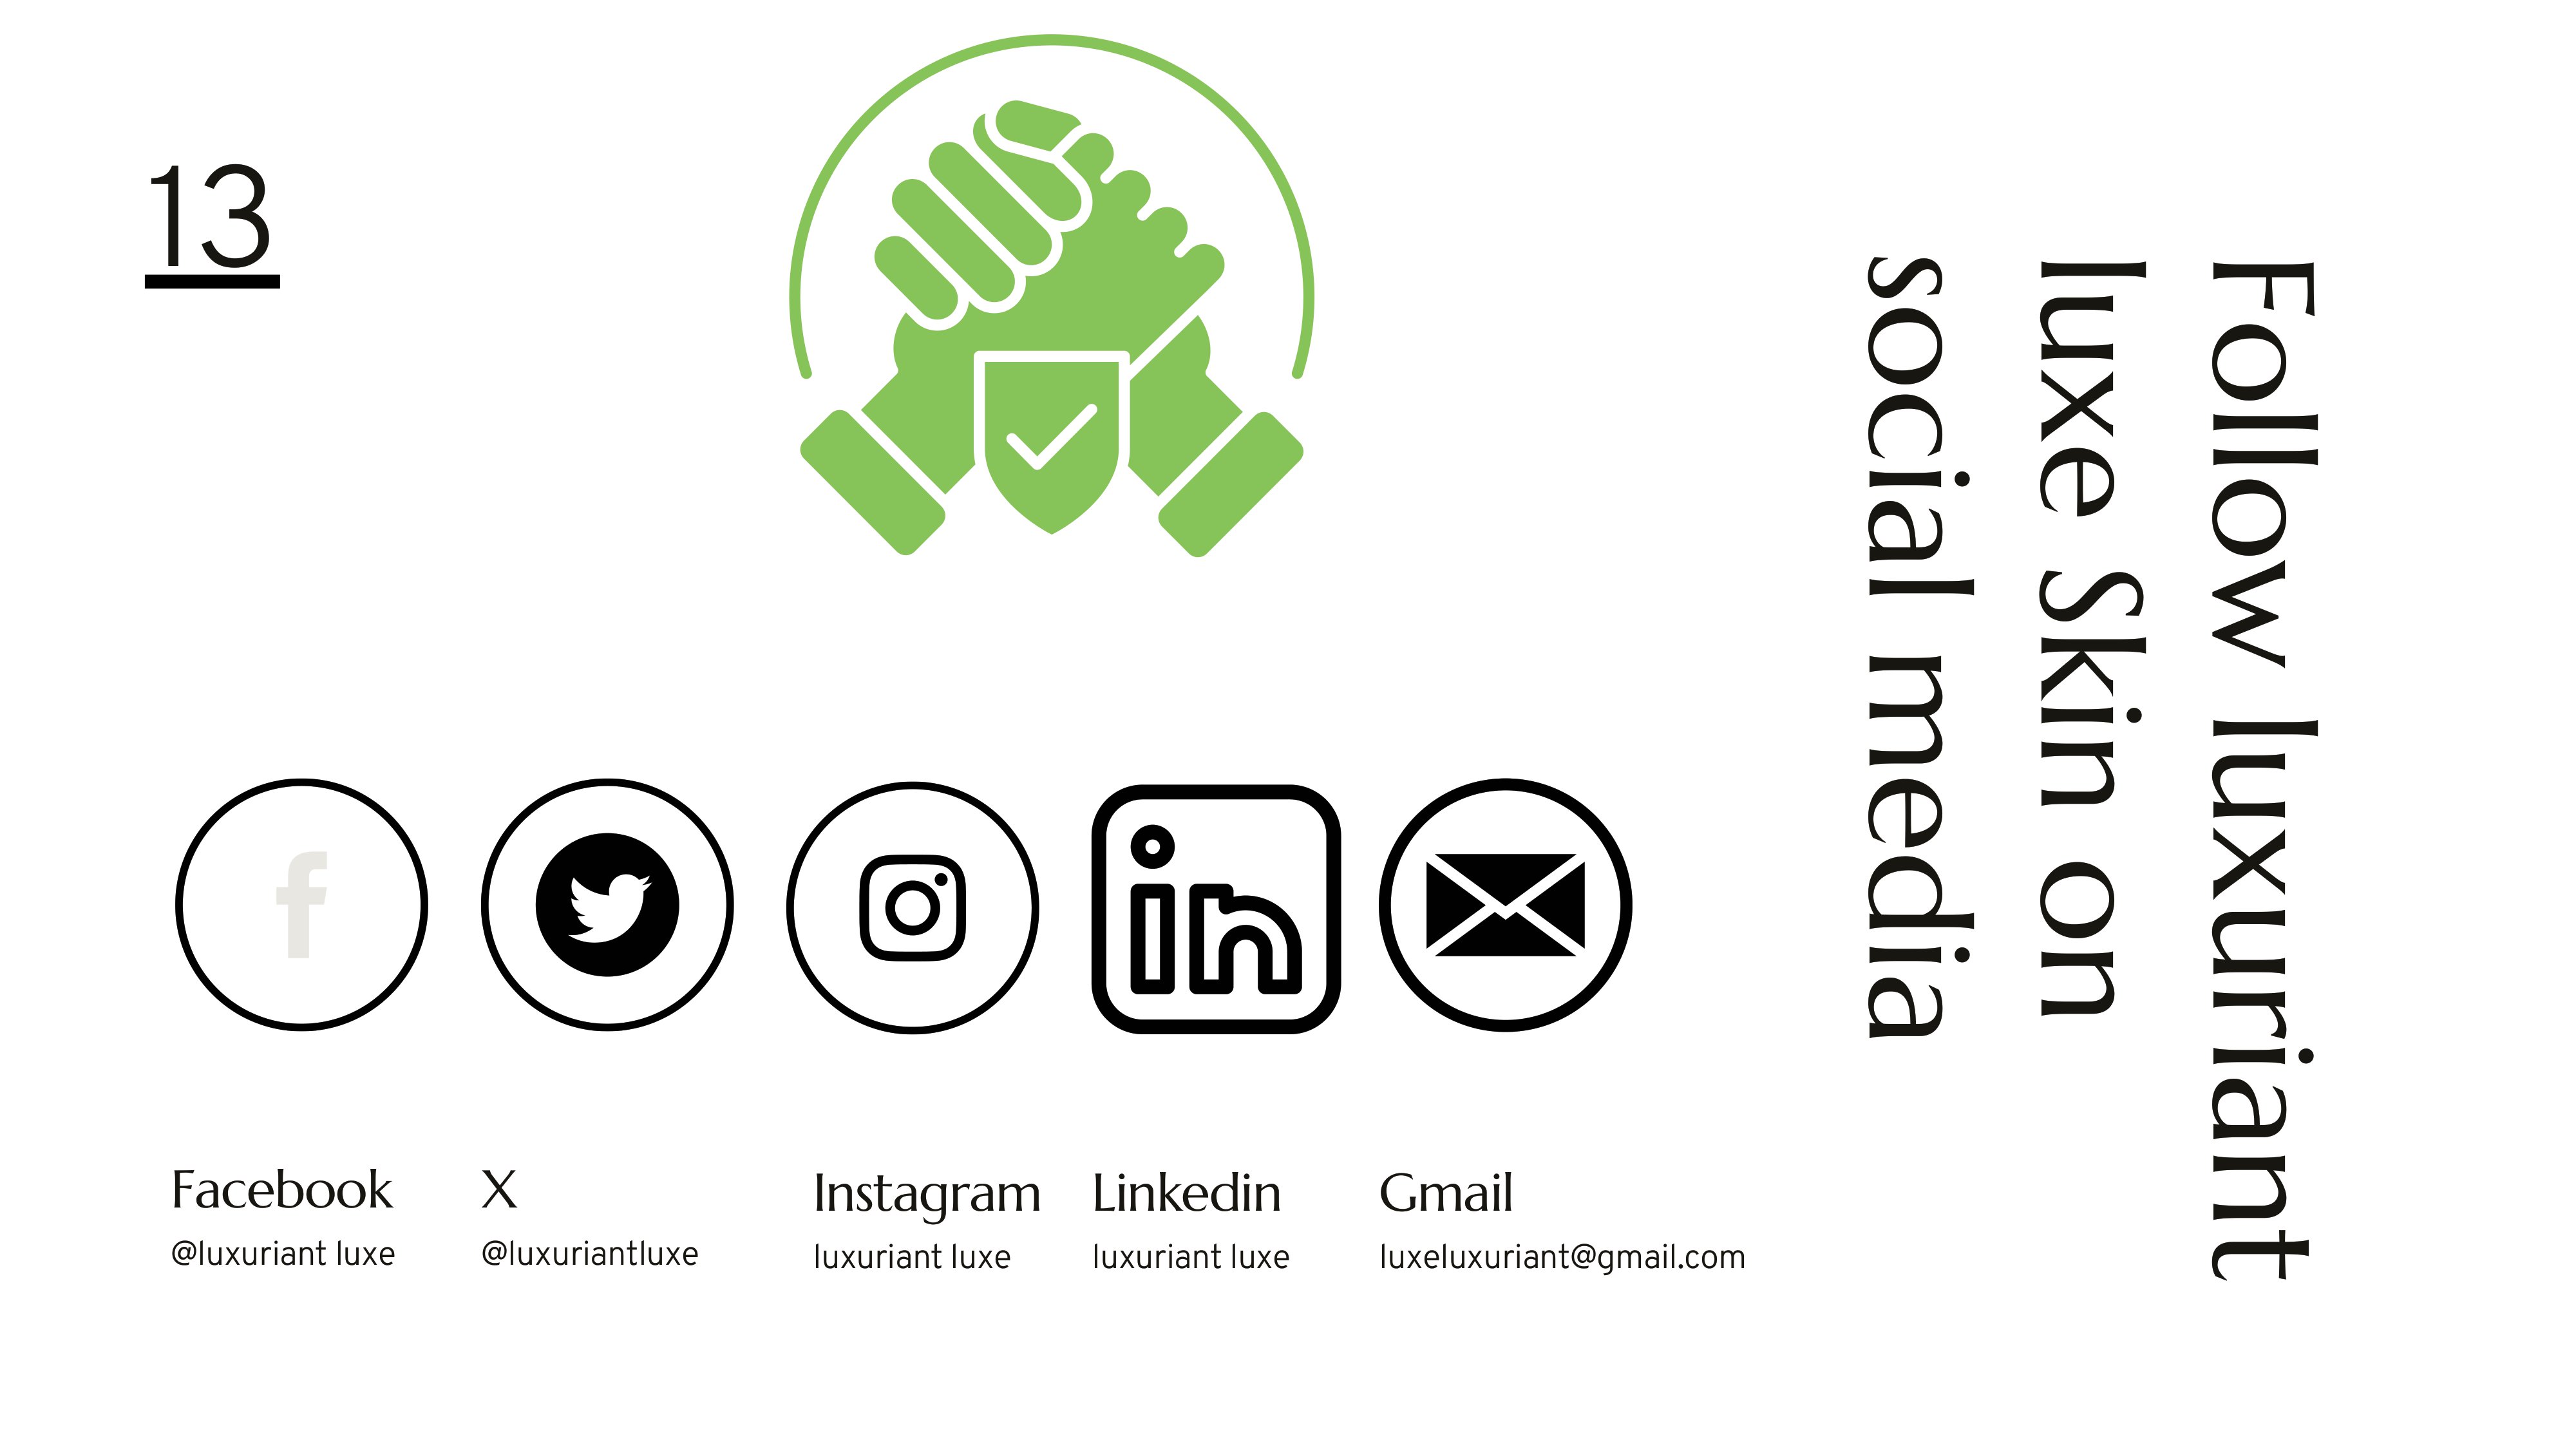 13
Follow luxuriant
luxe Skin on
social media
f
in
Facebook
@luxuriant luxe
X
@luxuriantluxe
Instagram
luxuriant luxe
Linkedin
luxuriant luxe
Gmail
luxeluxuriant@gmail.com